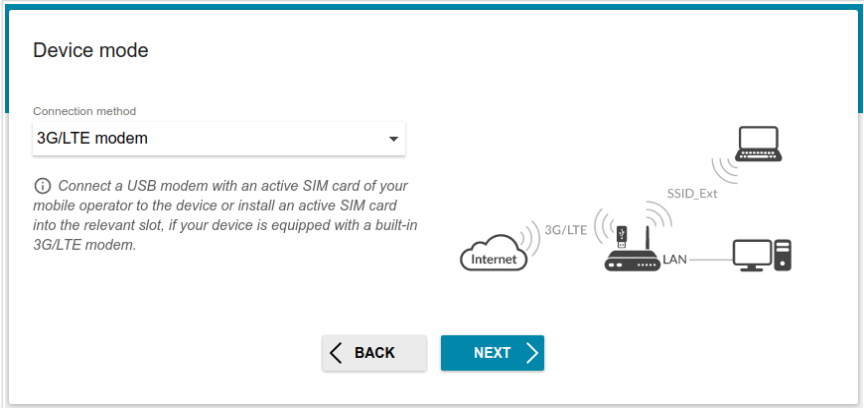 Device mode
Connection method
3G/LTE modem
Connect a USB modem with an active SIM card of your
mobile operator to the device or install an active SIM card
into the relevant slot, if your device is equipped with a built-in
3G/LTE modem.
SSID_Ext
3G/LTE
Internet
LAN
BACK
NEXT